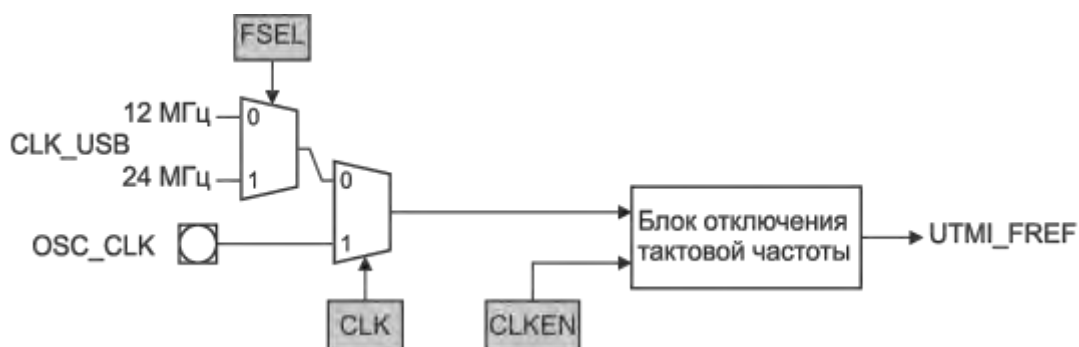 FSEL
12 МГц
0
CLK_USB
24 МГц
1
0
OSC_CLK
1
Блок отключения
тактовой частоты
UTMI_FREF
CLK
CLKEN